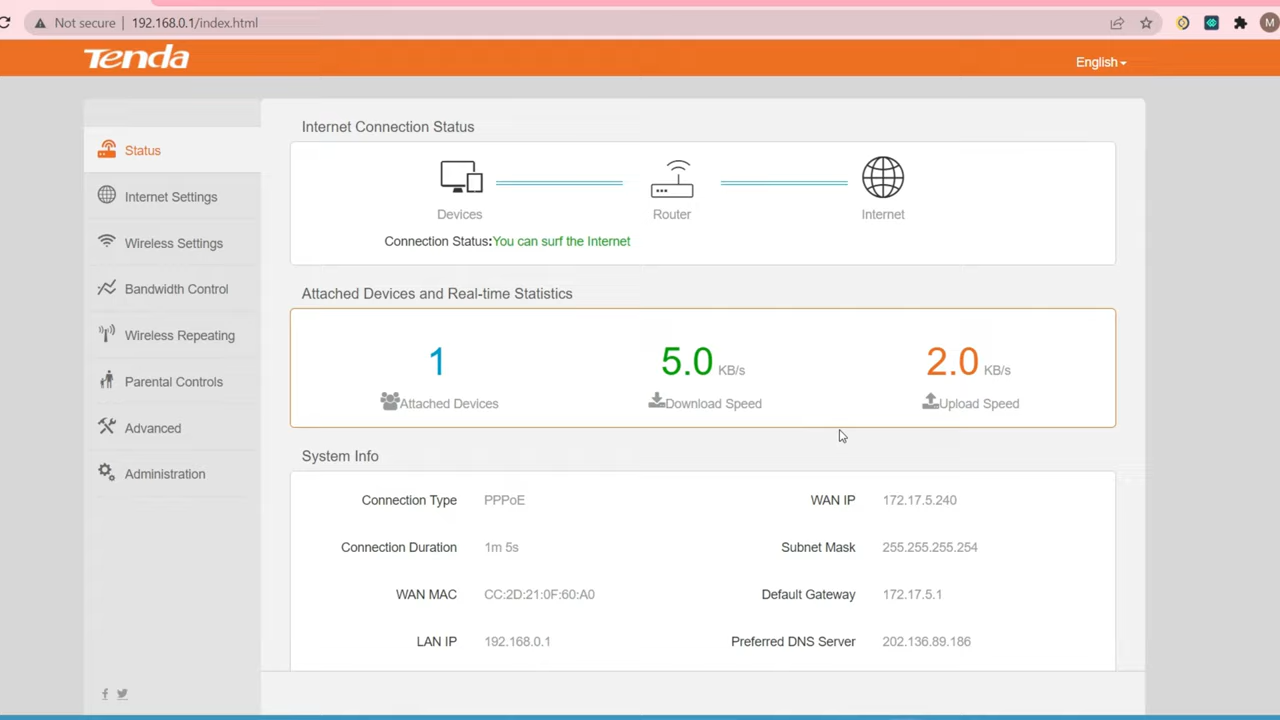 Not secure | 192.168.0.1/index.html
M
Tenda
English
Status
Internet Settings
Wireless Settings
Bandwidth Control
Wireless Repeating
Parental Controls
Advanced
Administration
Internet Connection Status
Devices
Router
Internet
Connection Status:You can surf the Internet
Attached Devices and Real-time Statistics
1
Attached Devices
5.0 KB/s
Download Speed
2.0 KB/s
Upload Speed
System Info
Connection Type PPPoE
WAN IP 172.17.5.240
Connection Duration 1m 5s
Subnet Mask 255.255.255.254
WAN MAC CC:2D:21:0F:60:A0
Default Gateway 172.17.5.1
LAN IP 192.168.0.1
Preferred DNS Server 202.136.89.186